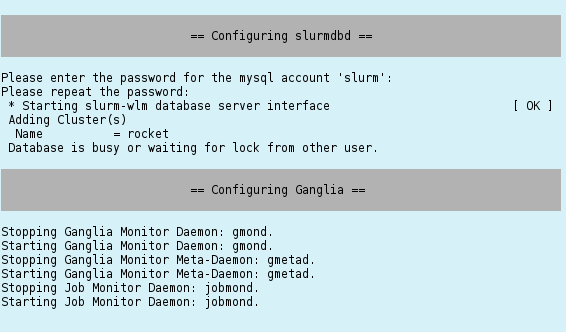 == Configuring slurmdbd ==
Please enter the password for the mysql account 'slurm':
Please repeat the password:
* Starting slurm-wlm database server interface [ OK ]
Adding Cluster(s)
Name = rocket
Database is busy or waiting for lock from other user.
== Configuring Ganglia ==
Stopping Ganglia Monitor Daemon: gmond.
Starting Ganglia Monitor Daemon: gmond.
Stopping Ganglia Monitor Meta-Daemon: gmetad.
Starting Ganglia Monitor Meta-Daemon: gmetad.
Stopping Job Monitor Daemon: jobmond.
Starting Job Monitor Daemon: jobmond.